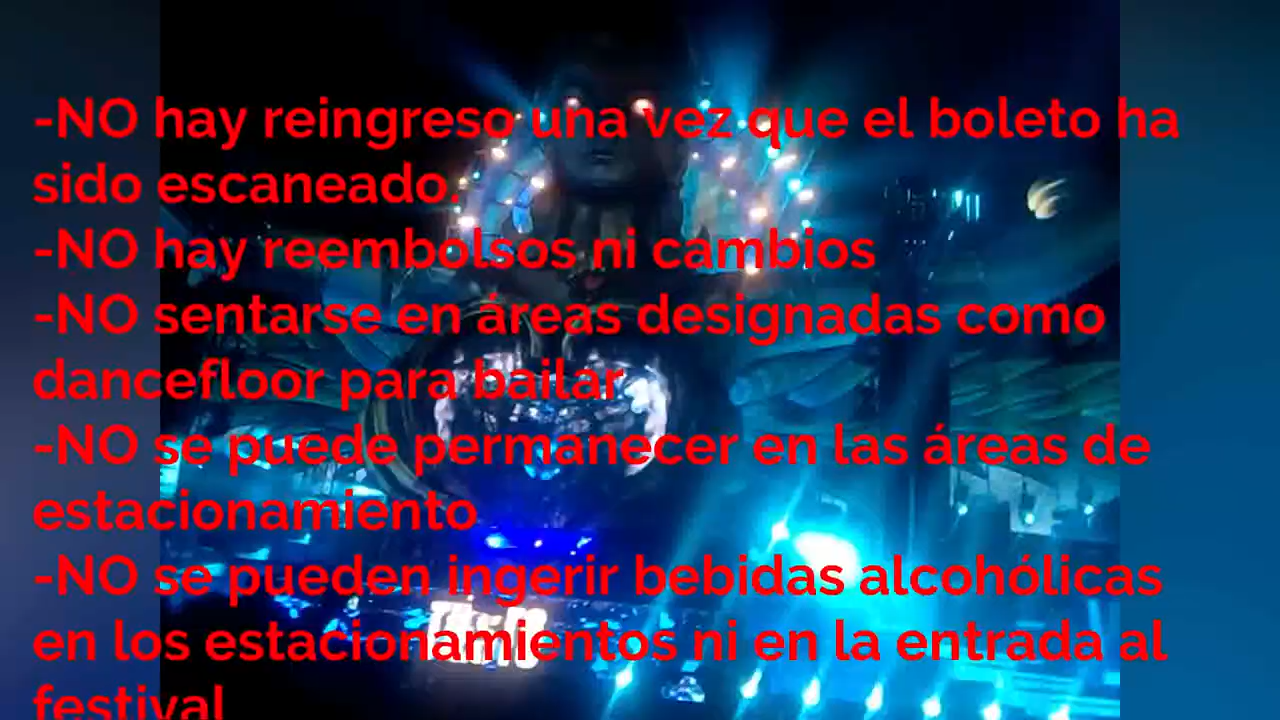 -NO hay reingreso una vez que el boleto ha
sido escaneado.
-NO hay reembolsos ni cambios
-NO sentarse en áreas designadas como
dancefloor para bailar
-NO se puede permanecer en las áreas de
estacionamiento
-NO se pueden ingerir bebidas alcohólicas
en los estacionamientos ni en la entrada al
festival